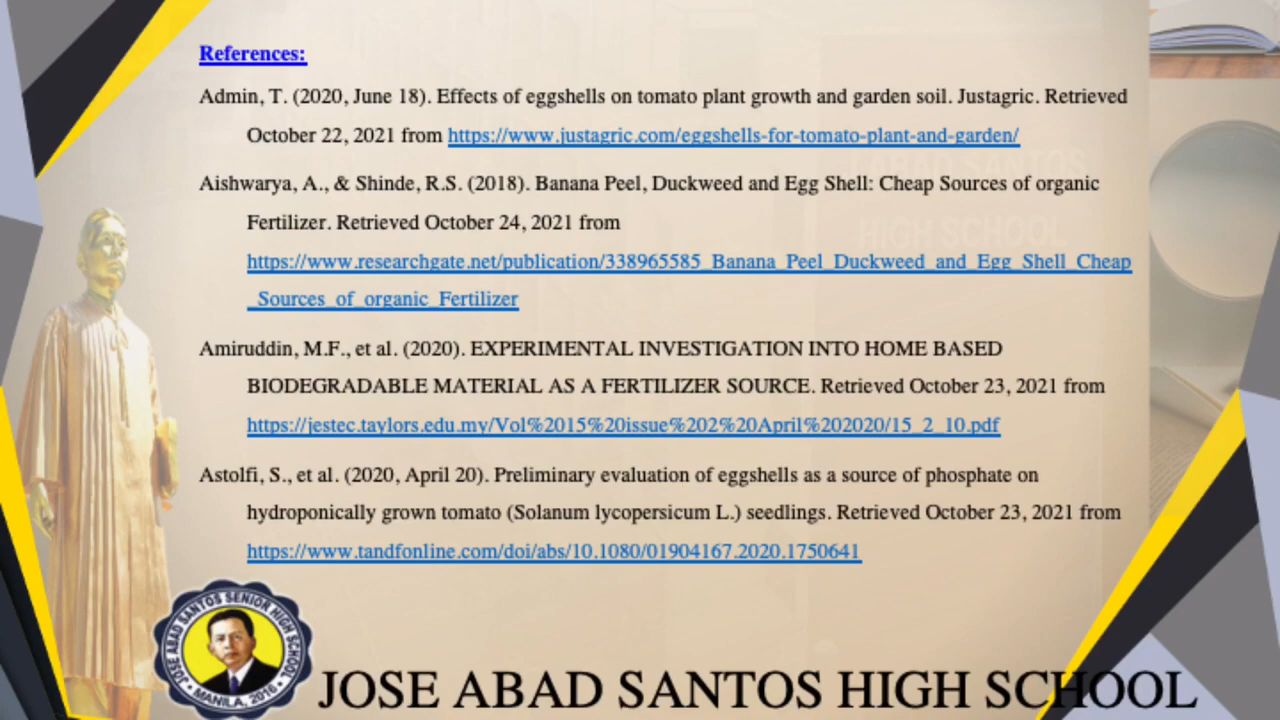 References:
Admin, T. (2020, June 18). Effects of eggshells on tomato plant growth and garden soil. Justagric. Retrieved
October 22, 2021 from https://www.justagric.com/eggshells-for-tomato-plant-and-garden/
Aishwarya, A., & Shinde, R.S. (2018). Banana Peel, Duckweed and Egg Shell: Cheap Sources of organic
Fertilizer. Retrieved October 24, 2021 from
https://www.researchgate.net/publication/338965585_Banana_Peel_Duckweed_and_Egg_Shell_Cheap
_Sources_of_organic_Fertilizer
Amiruddin, M.F., et al. (2020). EXPERIMENTAL INVESTIGATION INTO HOME BASED
BIODEGRADABLE MATERIAL AS A FERTILIZER SOURCE. Retrieved October 23, 2021 from
https://jestec.taylors.edu.my/Vol%2015%20issue%202%20April%202020/15_2_10.pdf
Astolfi, S., et al. (2020, April 20). Preliminary evaluation of eggshells as a source of phosphate on
hydroponically grown tomato (Solanum lycopersicum L.) seedlings. Retrieved October 23, 2021 from
https://www.tandfonline.com/doi/abs/10.1080/01904167.2020.1750641
ABAD SANTOS
HIGH SCHOOL
JOSE ABAD SANTOS SENIOR HIGH SCHOOL
• MANILA, 2016 •
JOSE ABAD SANTOS HIGH SCHOOL